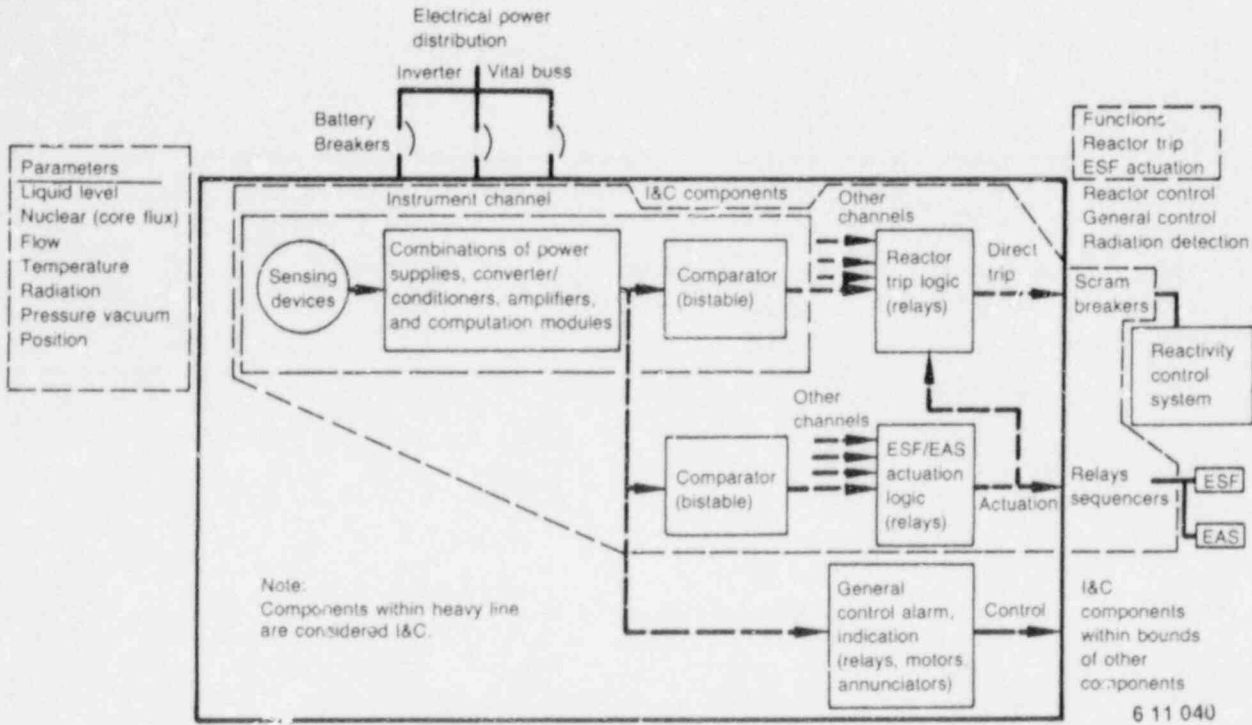 Electrical power
distribution
Inverter
Vital buss
Battery
Breakers
Parameters
Liquid level
Nuclear (core flux)
Flow
Temperature
Radiation
Pressure vacuum
Position
Functions
Reactor trip
ESF actuation
Reactor control
General control
Radiation detection
Instrument channel
I&C components
Other
channels
Sensing
devices
Combinations of power
supplies, converter/
conditioners, amplifiers,
and computation modules
Comparator
(bistable)
Reactor
trip logic
(relays)
Direct
trip
Scram
breakers
Reactivity
control
system
Other
channels
Comparator
(bistable)
ESF/EAS
actuation
logic
(relays)
Actuation
Relays
sequencers
ESF
EAS
Note:
Components within heavy line
are considered I&C.
General
control alarm,
indication
(relays, motors
annunciators)
Control
I&C
components
within bounds
of other
components
6 11 040